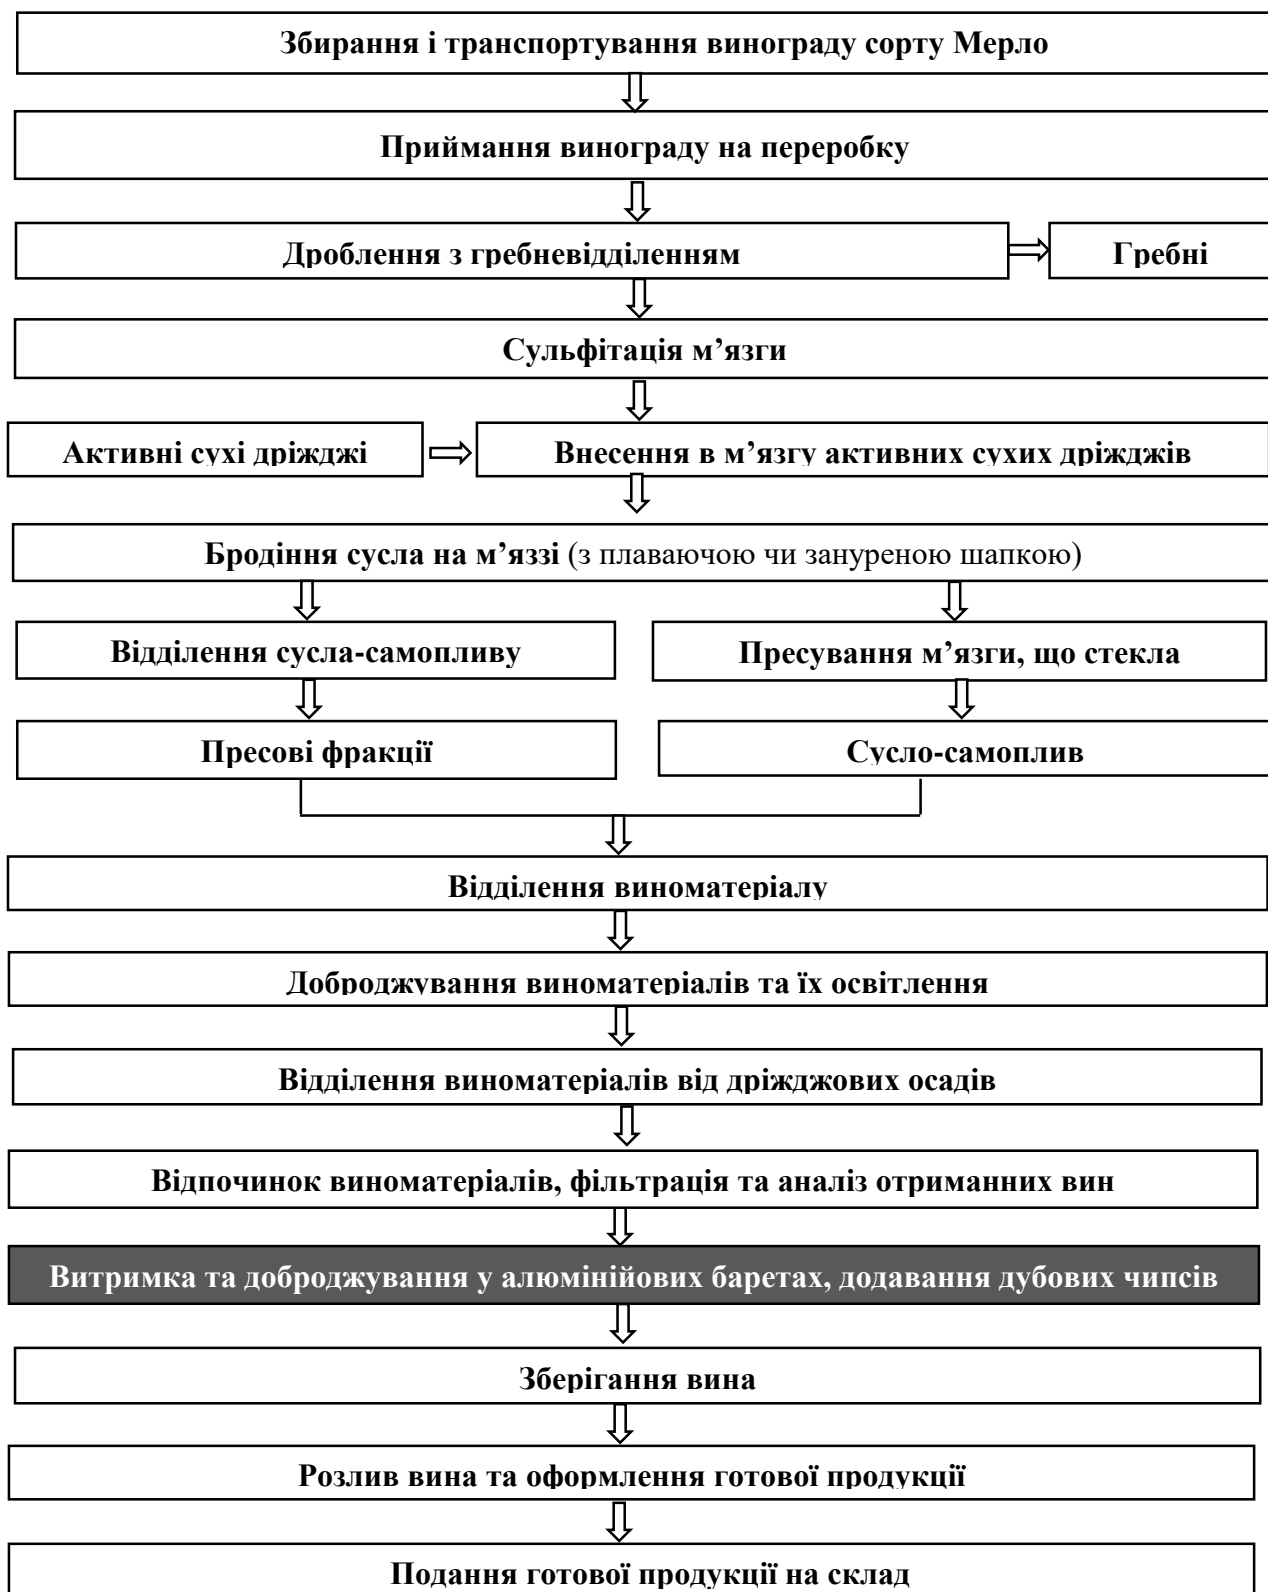 Збирання і транспортування винограду сорту Мерло
Приймання винограду на переробку
Дроблення з гребневідділенням
Гребні
Сульфітація м’язги
Активні сухі дріжджі
Внесення в м’язгу активних сухих дріжджів
Бродіння сусла на м’яззі (з плаваючою чи зануреною шапкою)
Відділення сусла-самопливу
Пресування м’язги, що стекла
Пресові фракції
Сусло-самоплив
Відділення виноматеріалу
Доброджування виноматеріалів та їх освітлення
Відділення виноматеріалів від дріжджових осадів
Відпочинок виноматеріалів, фільтрація та аналіз отриманних вин
Витримка та доброджування у алюмінійових баретах, додавання дубових чипсів
Зберігання вина
Розлив вина та оформлення готової продукції
Подання готової продукції на склад